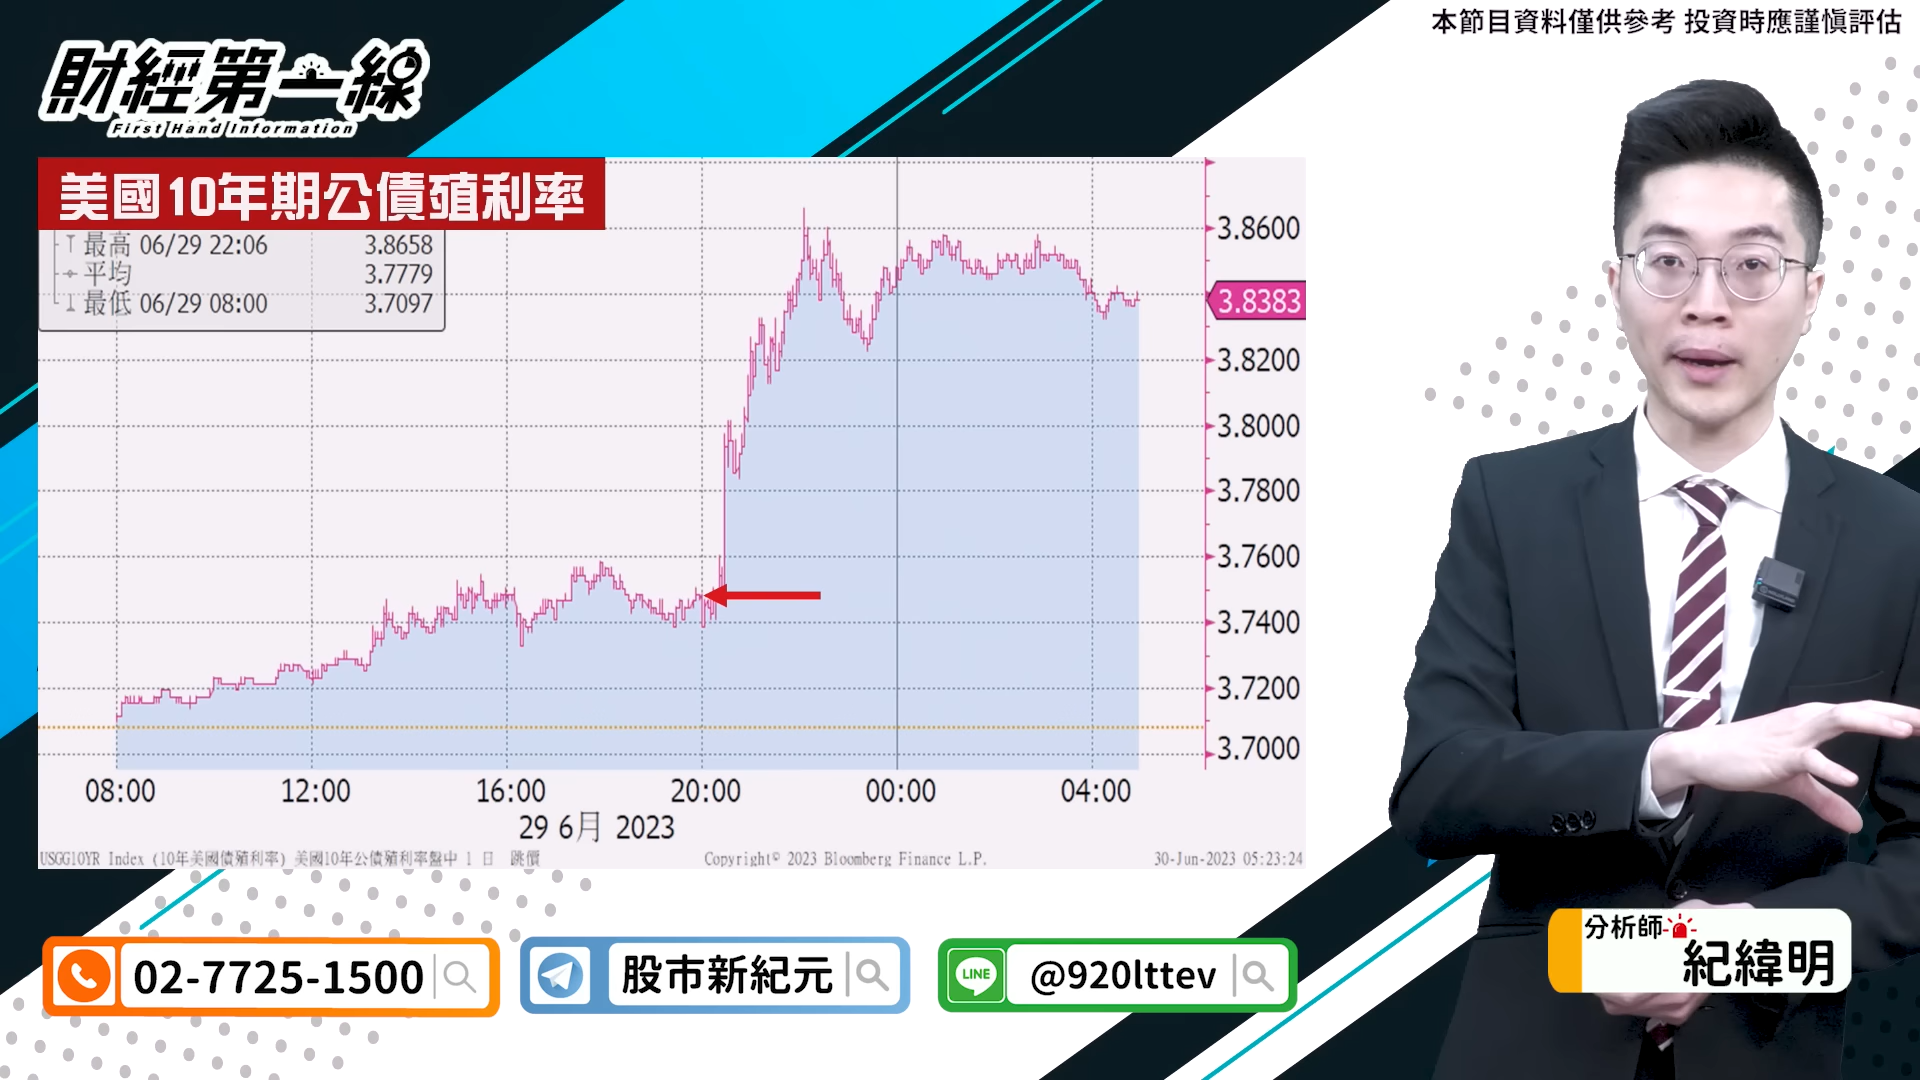 本節目資料僅供參考 投資時應謹慎評估
財經第一線
First Hand Information
美國10年期公債殖利率
最高 06/29 22:06 3.8658
平均 3.7779
最低 06/29 08:00 3.7097
3.8600
3.8383
3.8200
3.8000
3.7800
3.7600
3.7400
3.7200
3.7000
08:00 12:00 16:00 20:00 00:00 04:00
29 6月 2023
USGG10YR Index (10年美國債殖利率) 美國10年公債殖利率盤中 1 日 跳價 Copyright© 2023 Bloomberg Finance L.P. 30-Jun-2023 05:23:24
分析師
紀緯明
02-7725-1500
股市新紀元
LINE
@920lttev